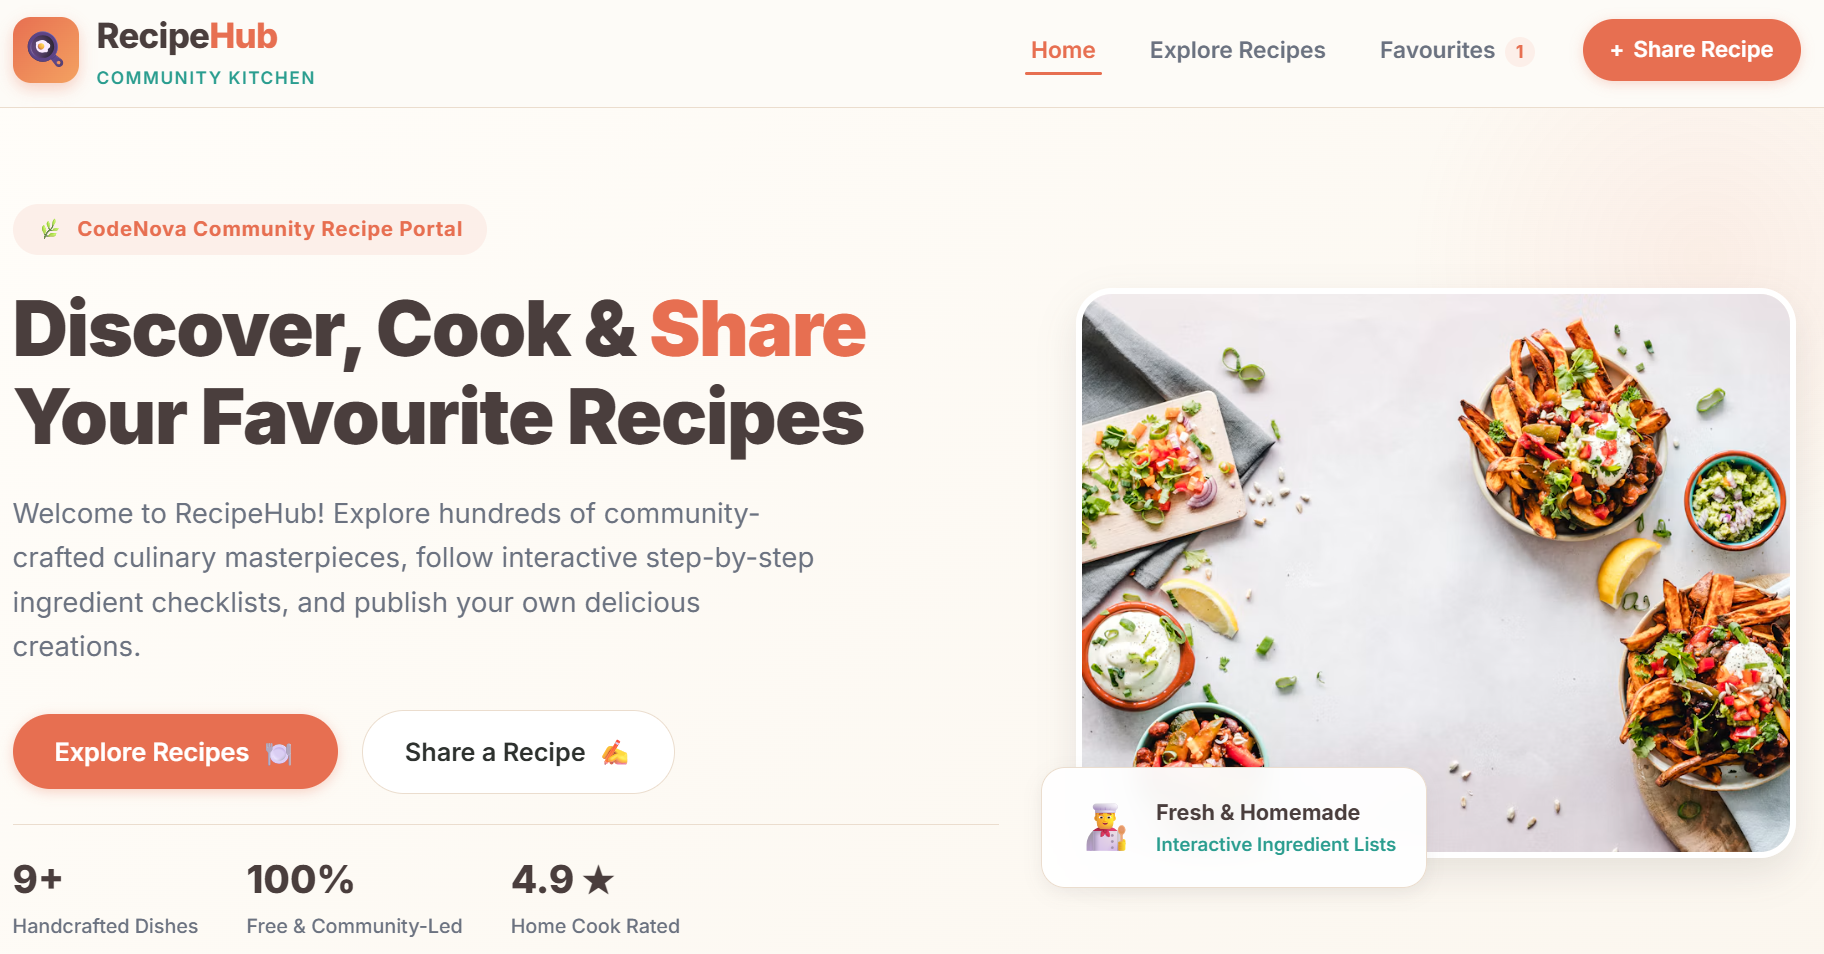 RecipeHub
COMMUNITY KITCHEN
Home
Explore Recipes
Favourites 1
+ Share Recipe
CodeNova Community Recipe Portal
Discover, Cook & Share
Your Favourite Recipes
Welcome to RecipeHub! Explore hundreds of community-
crafted culinary masterpieces, follow interactive step-by-step
ingredient checklists, and publish your own delicious
creations.
Explore Recipes
Share a Recipe
Fresh & Homemade
Interactive Ingredient Lists
9+
Handcrafted Dishes
100%
Free & Community-Led
4.9 ★
Home Cook Rated